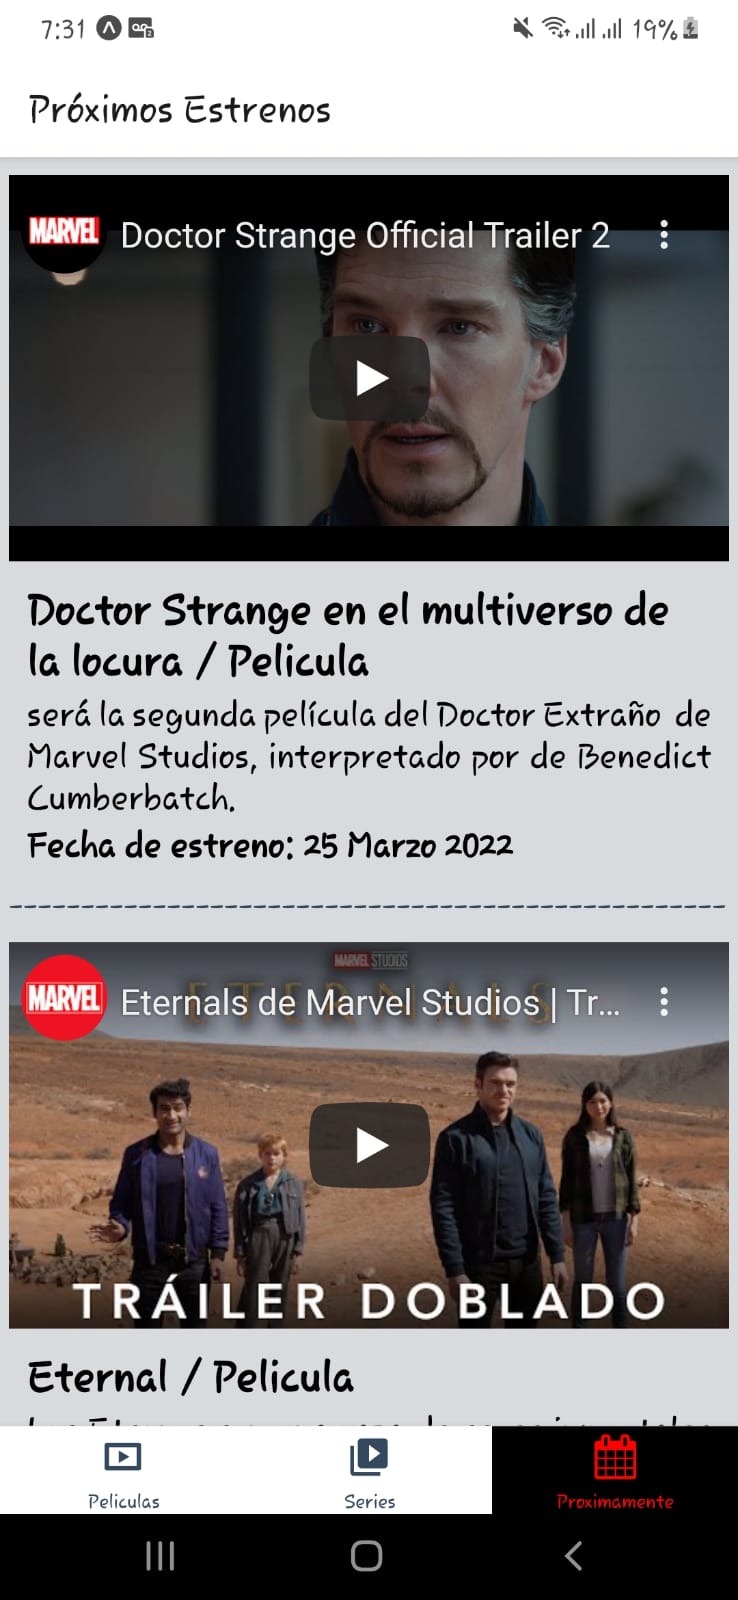 7:31
19%
Próximos Estrenos
MARVEL
Doctor Strange Official Trailer 2
Doctor Strange en el multiverso de
la locura / Pelicula
será la segunda película del Doctor Extraño de
Marvel Studios, interpretado por de Benedict
Cumberbatch.
Fecha de estreno: 25 Marzo 2022
MARVEL STUDIOS
ETERNALS
MARVEL
Eternals de Marvel Studios | Tr...
TRÁILER DOBLADO
Eternal / Pelicula
Peliculas
Series
Proximamente